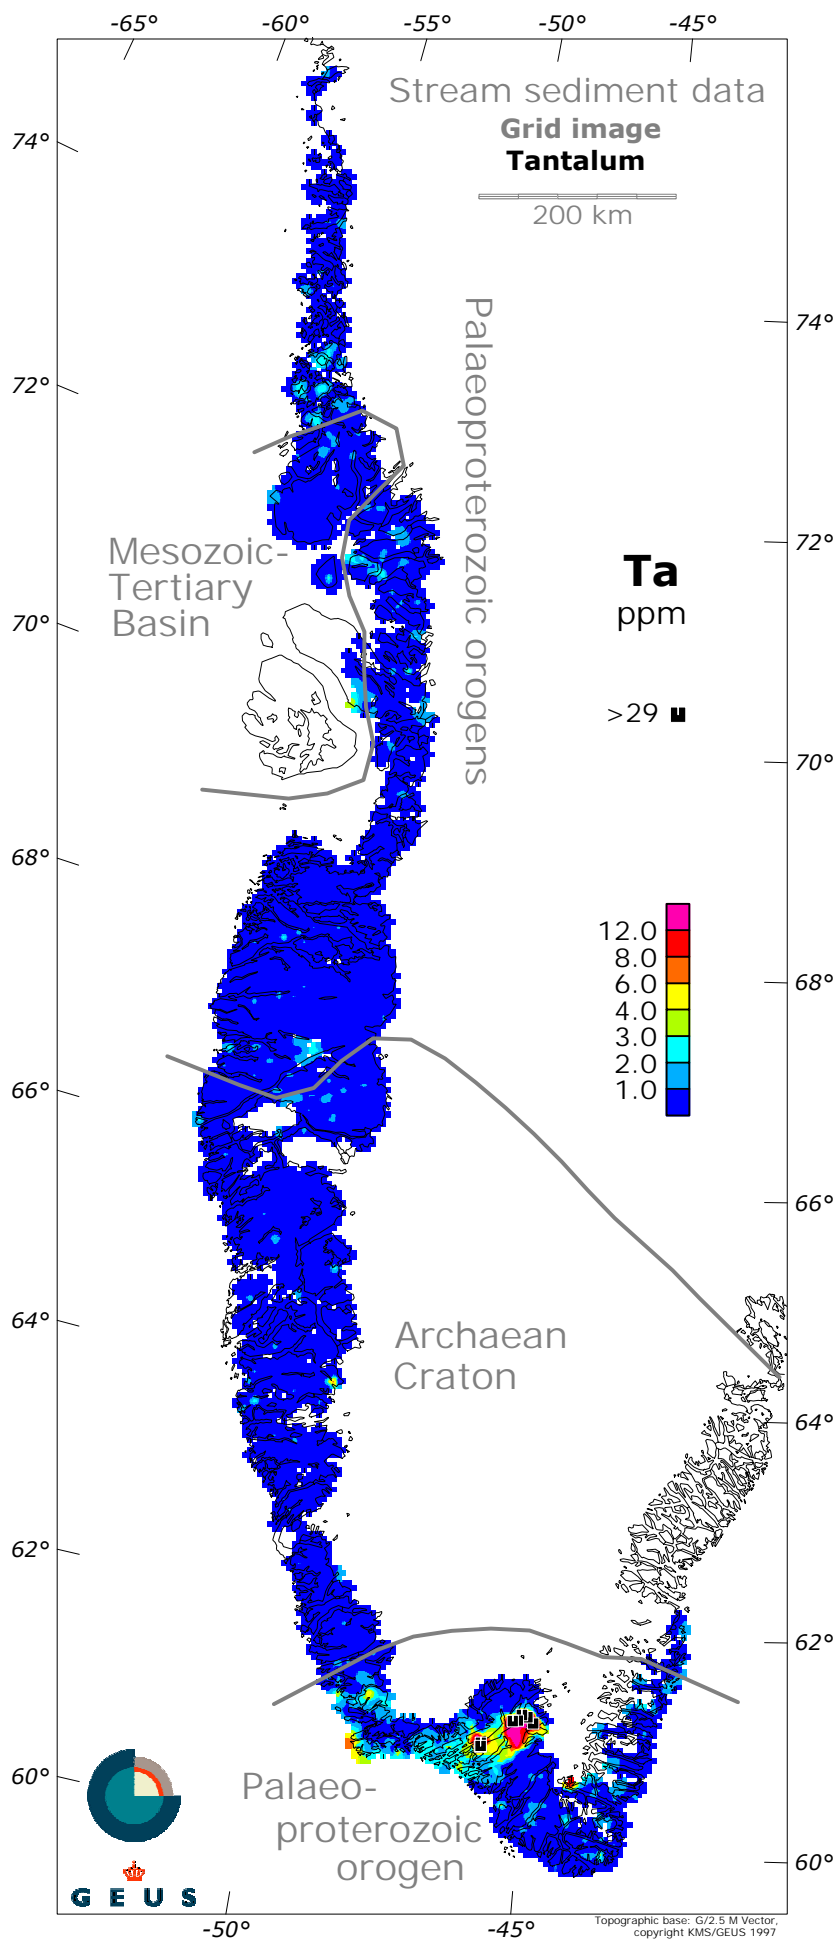 -65° -60° -55° -50° -45°
Stream sediment data
Grid image
Tantalum
200 km
74°
74°
72°
72°
70°
70°
68°
68°
66°
66°
64°
64°
62°
62°
60°
60°
Palaeoproterozoic orogens
Mesozoic-
Tertiary
Basin
Ta
ppm
>29
12.0
8.0
6.0
4.0
3.0
2.0
1.0
Archaean
Craton
Palaeo-
proterozoic
orogen
G E U S
-50° -45°
Topographic base: G/2.5 M Vector,
copyright KMS/GEUS 1997